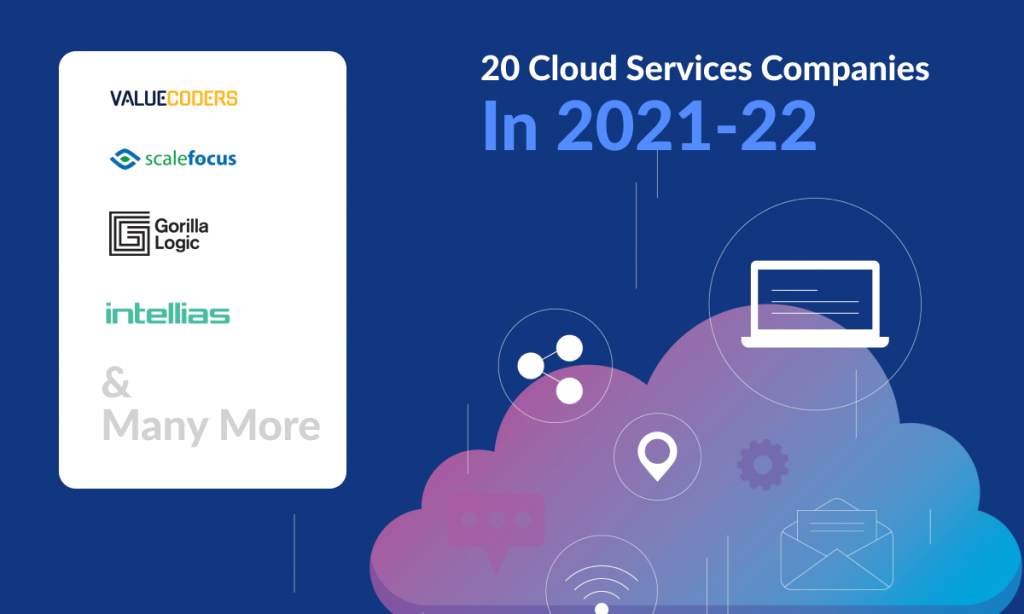 VALUECODERS
scalefocus
Gorilla
Logic
intellias
&
Many More
20 Cloud Services Companies
In 2021-22